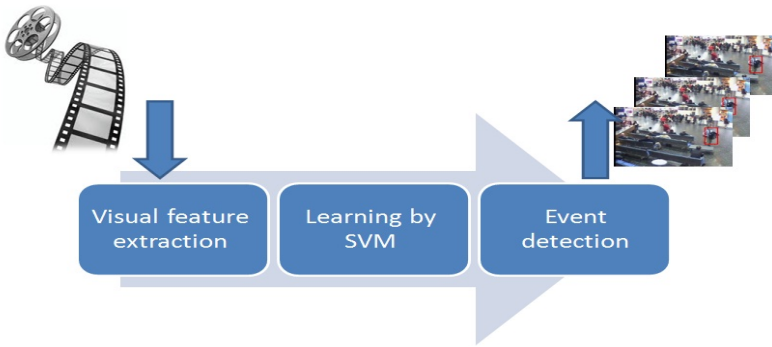 Visual feature
extraction
Learning by
SVM
Event
detection